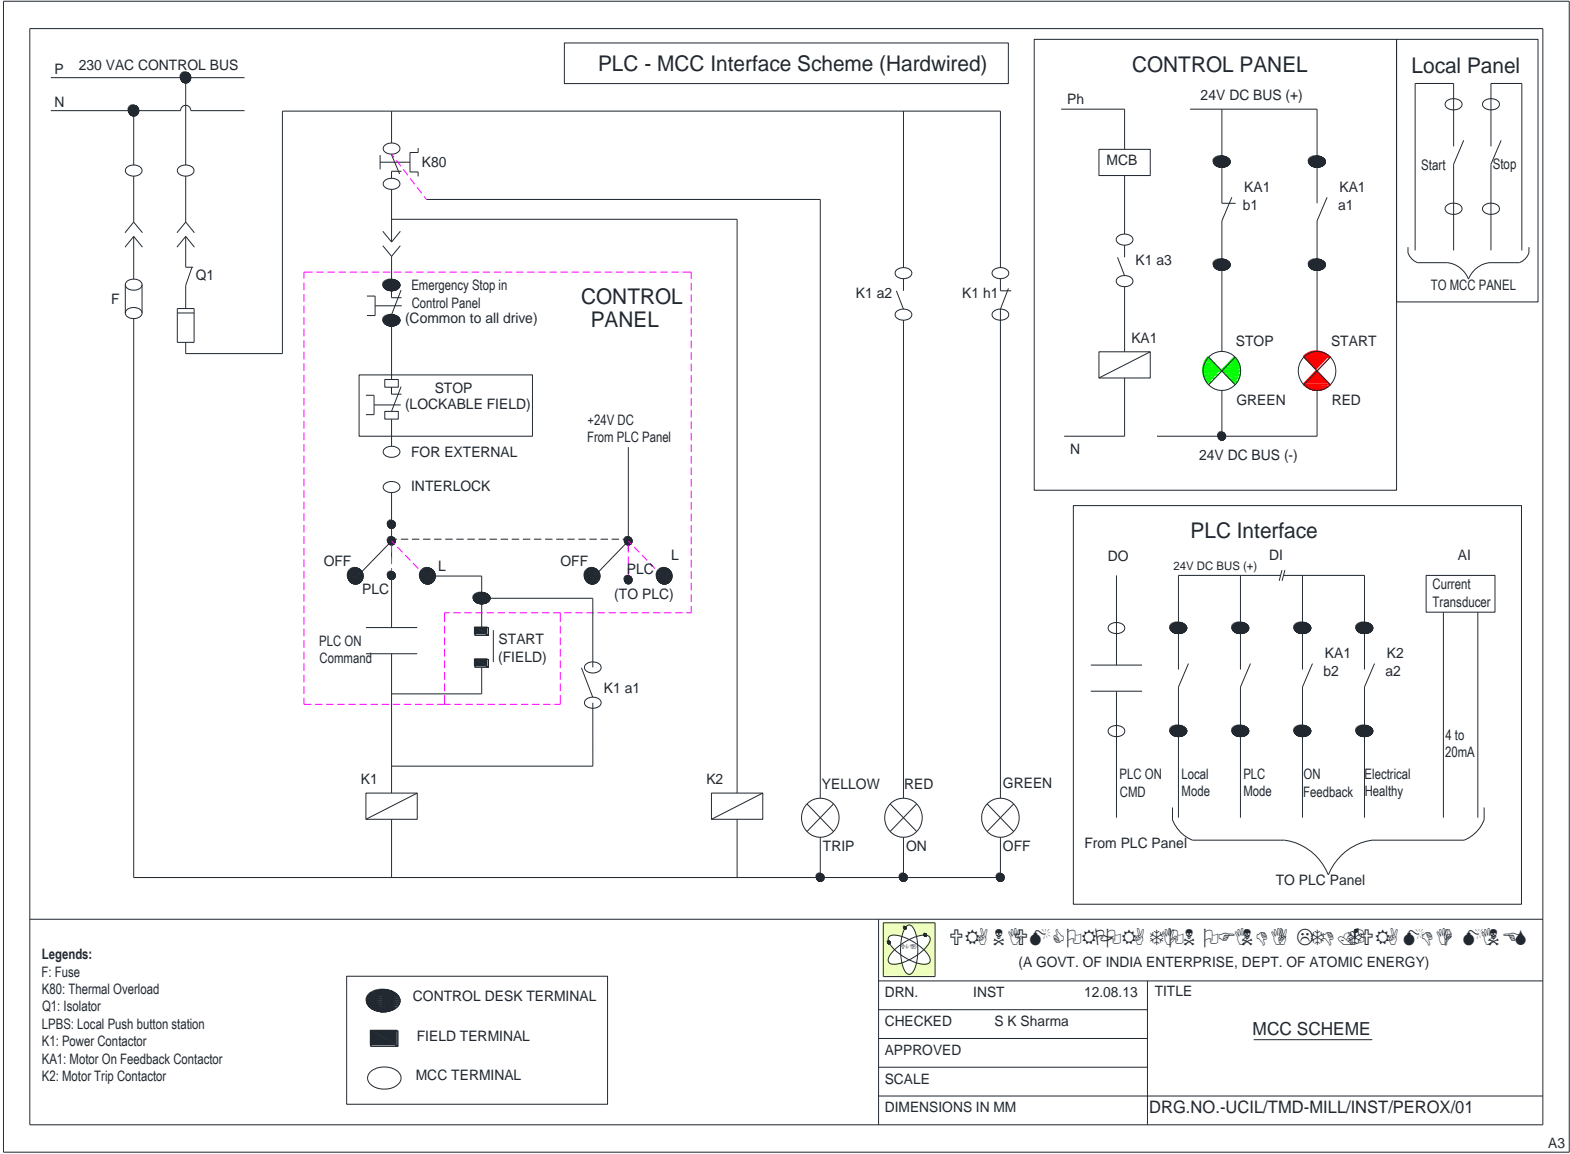 PLC - MCC Interface Scheme (Hardwired)
P 230 VAC CONTROL BUS
N
F
Q1
K80
Emergency Stop in
Control Panel
(Common to all drive)
CONTROL
PANEL
STOP
(LOCKABLE FIELD)
FOR EXTERNAL
INTERLOCK
+24V DC
From PLC Panel
OFF
PLC
L
OFF
PLC
L
(TO PLC)
PLC ON
Command
START
(FIELD)
K1 a1
K1 a2
K1 h1
K1
K2
YELLOW
TRIP
RED
ON
GREEN
OFF
CONTROL PANEL
Ph
24V DC BUS (+)
MCB
KA1
b1
KA1
a1
K1 a3
KA1
STOP
START
GREEN
RED
N
24V DC BUS (-)
Local Panel
Start
Stop
TO MCC PANEL
PLC Interface
DO
DI
AI
24V DC BUS (+)
Current
Transducer
KA1
b2
K2
a2
4 to
20mA
PLC ON
CMD
Local
Mode
PLC
Mode
ON
Feedback
Electrical
Healthy
From PLC Panel
TO PLC Panel
Legends:
F: Fuse
K80: Thermal Overload
Q1: Isolator
LPBS: Local Push button station
K1: Power Contactor
KA1: Motor On Feedback Contactor
K2: Motor Trip Contactor
CONTROL DESK TERMINAL
FIELD TERMINAL
MCC TERMINAL
(A GOVT. OF INDIA ENTERPRISE, DEPT. OF ATOMIC ENERGY)
DRN. INST 12.08.13
CHECKED S K Sharma
APPROVED
SCALE
DIMENSIONS IN MM
TITLE
MCC SCHEME
DRG.NO.-UCIL/TMD-MILL/INST/PEROX/01
A3